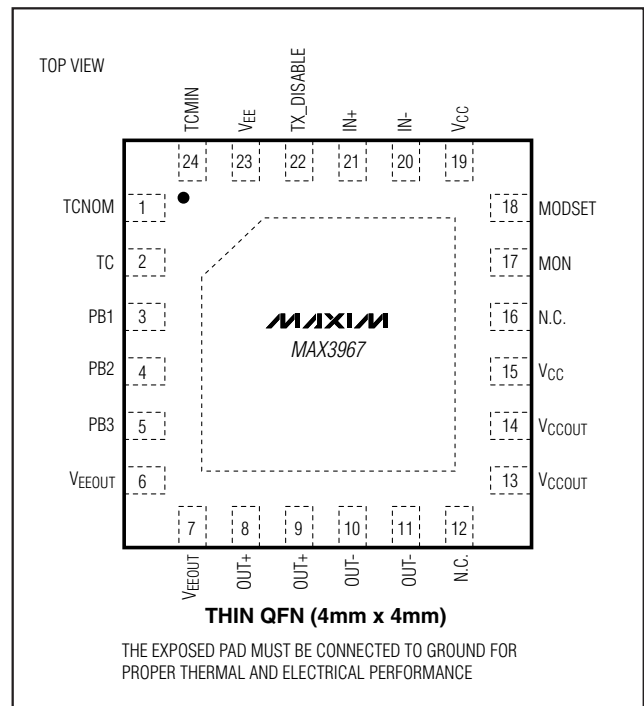 TOP VIEW
TCMIN
VEE
TX_DISABLE
IN+
IN-
VCC
24
23
22
21
20
19
TCNOM 1
18 MODSET
TC 2
17 MON
PB1 3
16 N.C.
MAXIM
MAX3967
PB2 4
15 VCC
PB3 5
14 VCCOUT
VEEOUT 6
13 VCCOUT
7
8
9
10
11
12
VEEOUT
OUT+
OUT+
OUT-
OUT-
N.C.
THIN QFN (4mm x 4mm)
THE EXPOSED PAD MUST BE CONNECTED TO GROUND FOR
PROPER THERMAL AND ELECTRICAL PERFORMANCE